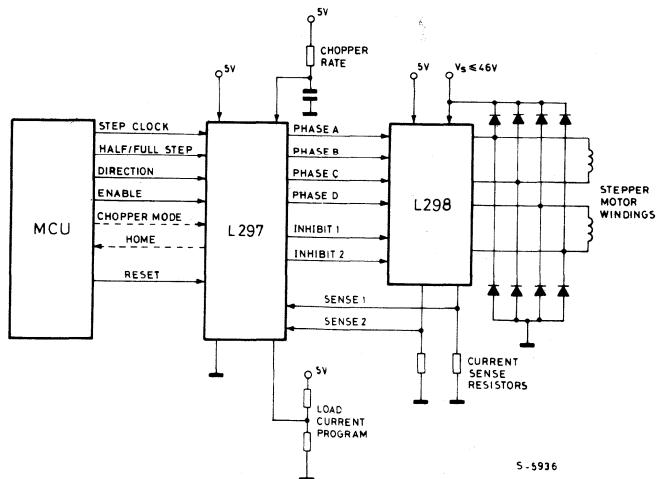 5V
CHOPPER
RATE
5V
5V
Vs ≤ 46V
STEP CLOCK
HALF/FULL STEP
DIRECTION
ENABLE
CHOPPER MODE
HOME
RESET
MCU
L297
PHASE A
PHASE B
PHASE C
PHASE D
INHIBIT 1
INHIBIT 2
SENSE 1
SENSE 2
L298
STEPPER
MOTOR
WINDINGS
CURRENT
SENSE
RESISTORS
5V
LOAD
CURRENT
PROGRAM
S-5936